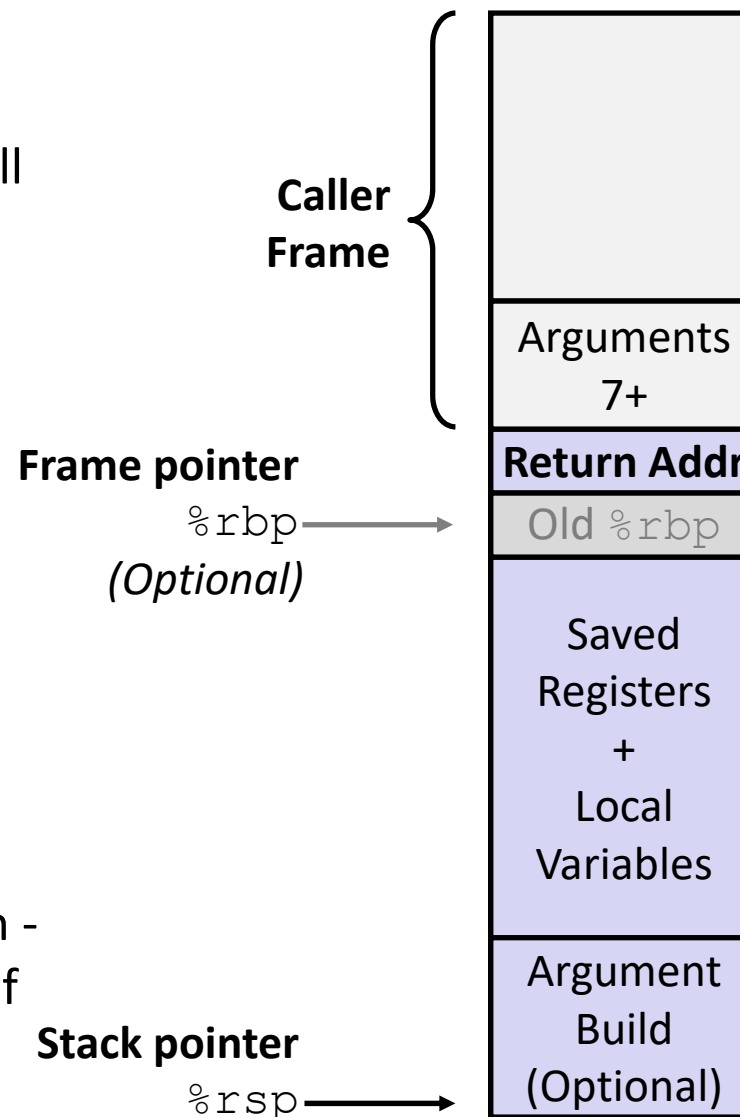 ll
Caller
Frame
Arguments
7+
Frame pointer
Return Addr
%rbp
Old %rbp
(Optional)
Saved
Registers
+
Local
Variables
n -
f
Argument
Build
(Optional)
Stack pointer
%rsp